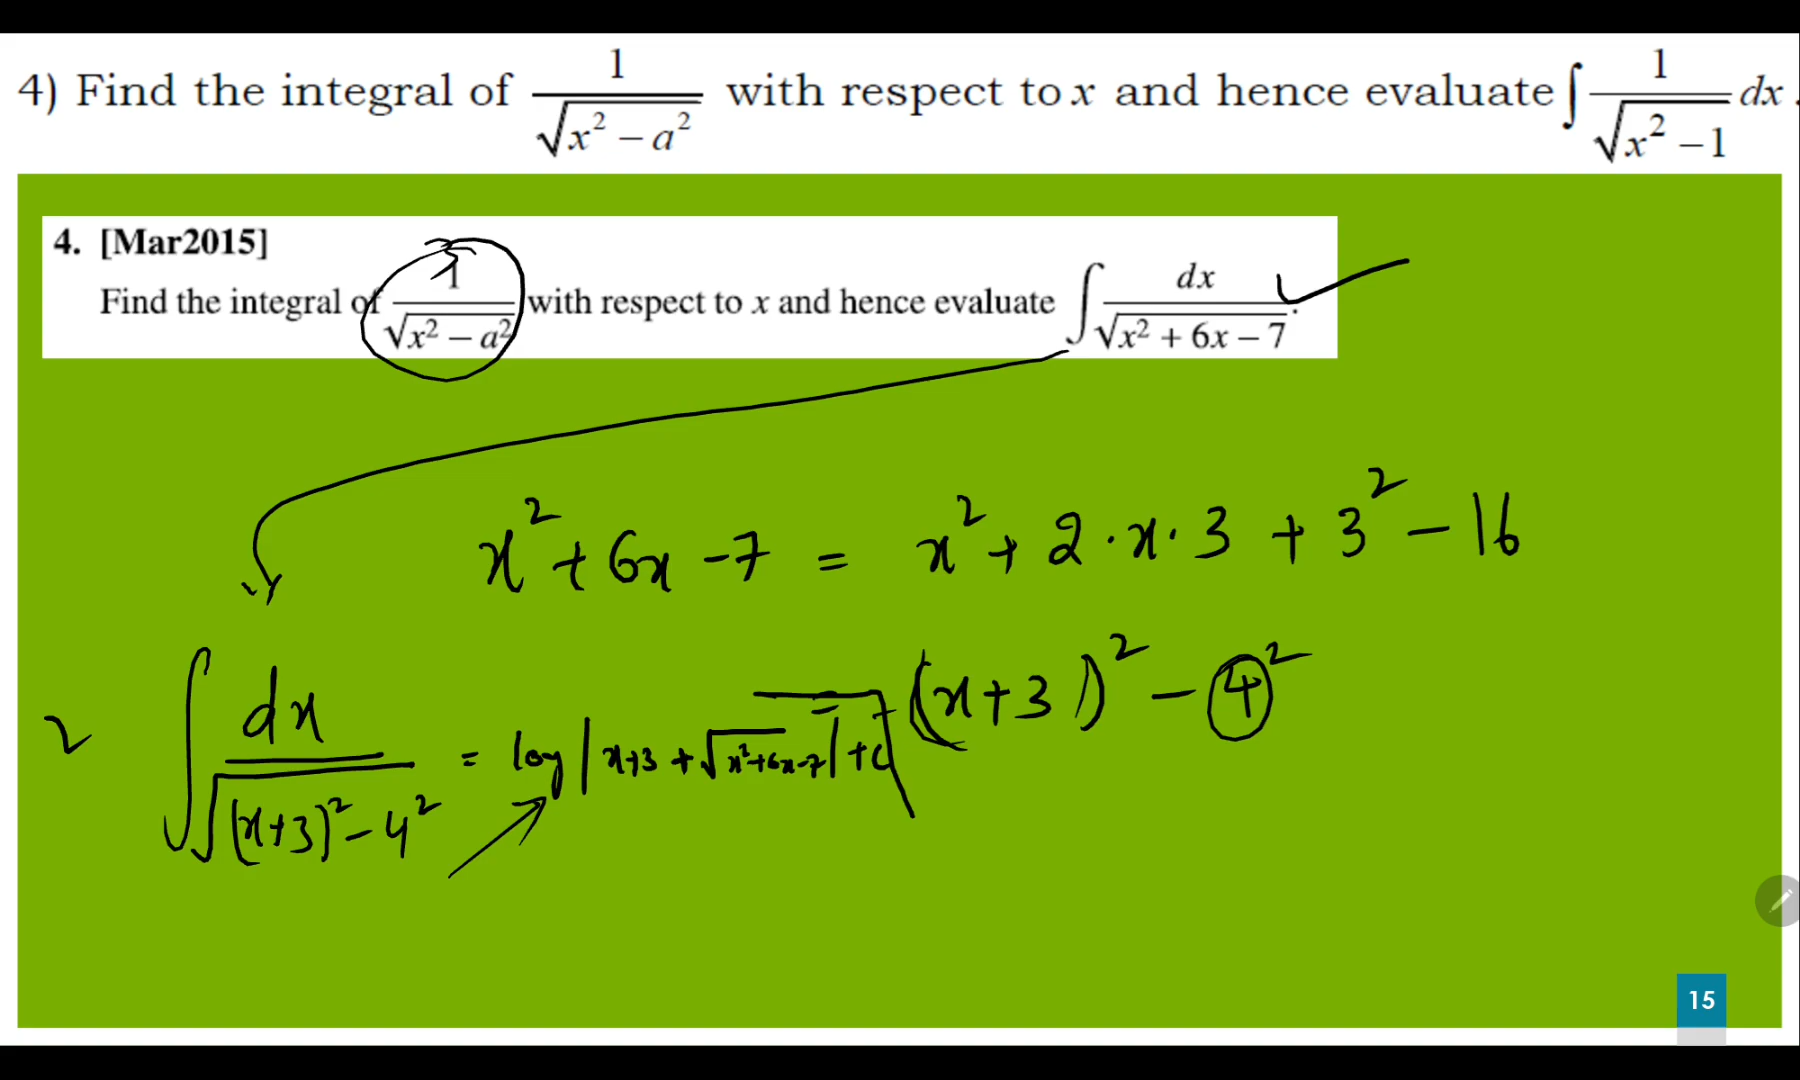 4) Find the integral of 1/√(x² − a²) with respect to x and hence evaluate ∫ 1/√(x² − 1) dx.
4. [Mar2015]
Find the integral of 1/√(x² − a²) with respect to x and hence evaluate ∫ dx/√(x² + 6x − 7).
x² + 6x − 7 = x² + 2 · x · 3 + 3² − 16
= (x+3)² − 4²
2 ∫ dx/√((x+3)² − 4²) = log|x+3 + √(x²+6x−7)| + c
15